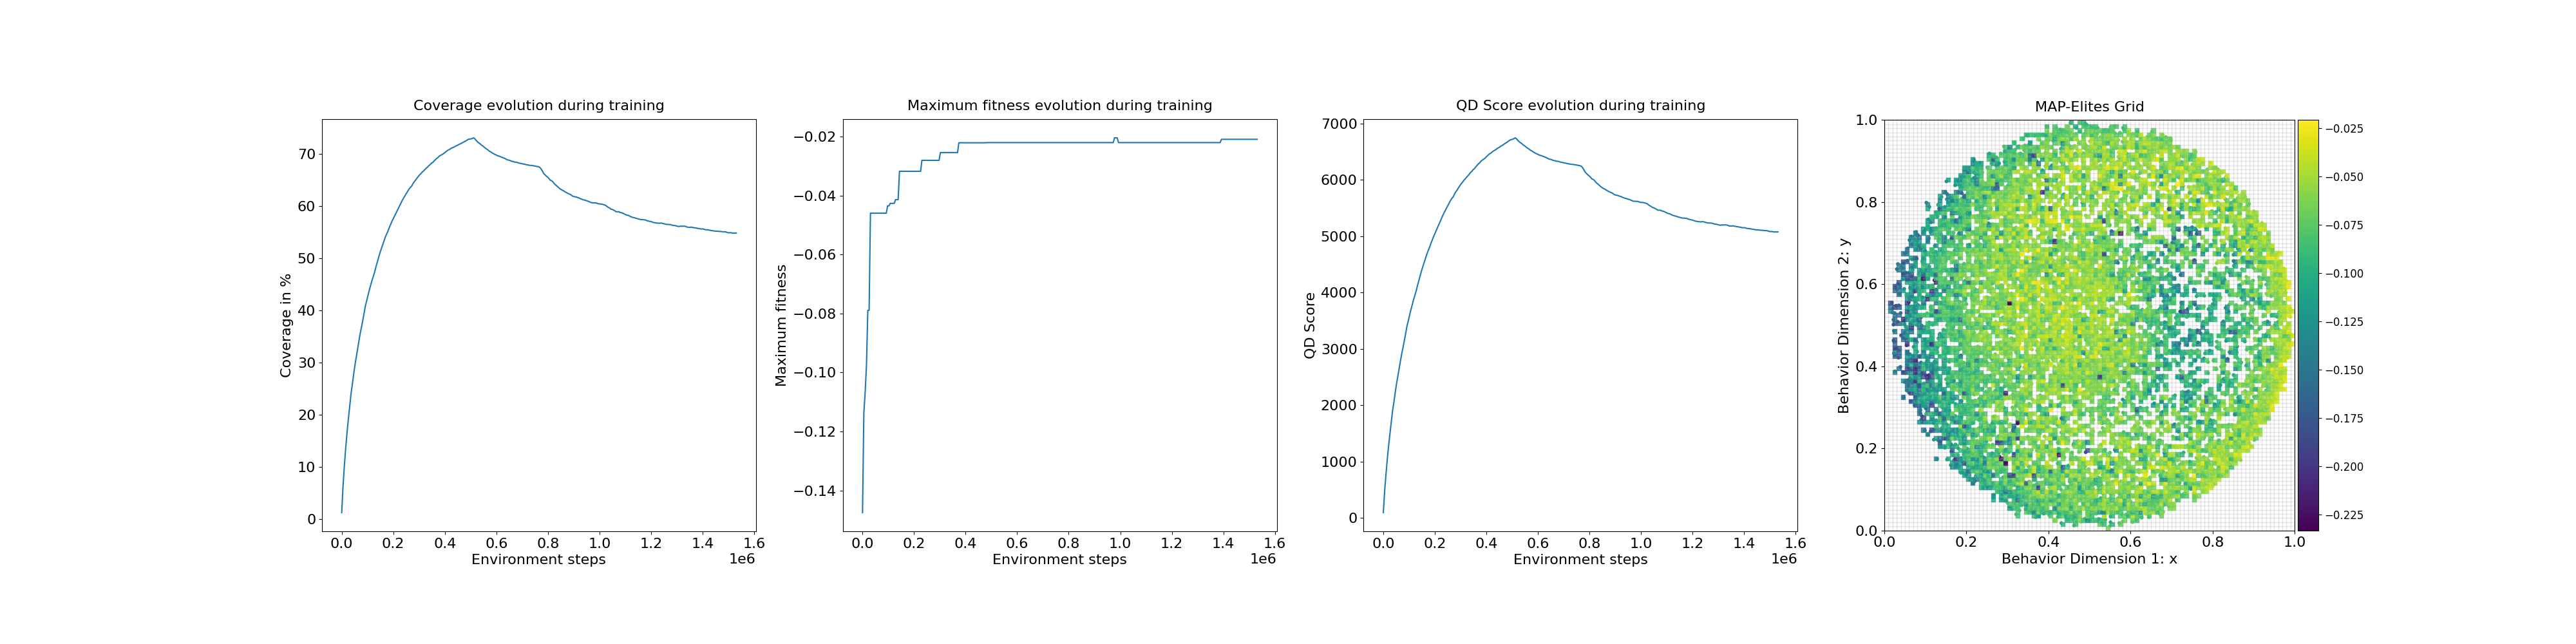 Coverage evolution during training
Coverage in %
70
60
50
40
30
20
10
0
0.0 0.2 0.4 0.6 0.8 1.0 1.2 1.4 1.6
1e6
Environment steps
Maximum fitness evolution during training
Maximum fitness
−0.02
−0.04
−0.06
−0.08
−0.10
−0.12
−0.14
0.0 0.2 0.4 0.6 0.8 1.0 1.2 1.4 1.6
1e6
Environment steps
QD Score evolution during training
QD Score
7000
6000
5000
4000
3000
2000
1000
0
0.0 0.2 0.4 0.6 0.8 1.0 1.2 1.4 1.6
1e6
Environment steps
MAP-Elites Grid
Behavior Dimension 2: y
1.0
0.8
0.6
0.4
0.2
0.0
0.0 0.2 0.4 0.6 0.8 1.0
Behavior Dimension 1: x
−0.025
−0.050
−0.075
−0.100
−0.125
−0.150
−0.175
−0.200
−0.225